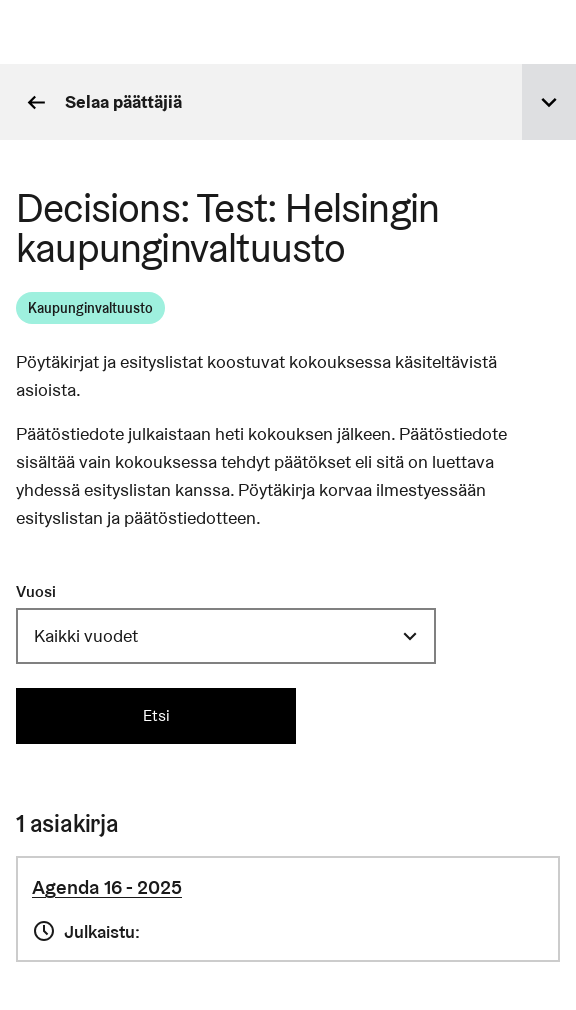 Selaa päättäjiä
Decisions: Test: Helsingin
kaupunginvaltuusto
Kaupunginvaltuusto
Pöytäkirjat ja esityslistat koostuvat kokouksessa käsiteltävistä
asioista.
Päätöstiedote julkaistaan heti kokouksen jälkeen. Päätöstiedote
sisältää vain kokouksessa tehdyt päätökset eli sitä on luettava
yhdessä esityslistan kanssa. Pöytäkirja korvaa ilmestyessään
esityslistan ja päätöstiedotteen.
Vuosi
Kaikki vuodet
Etsi
1 asiakirja
Agenda 16 - 2025
Julkaistu: